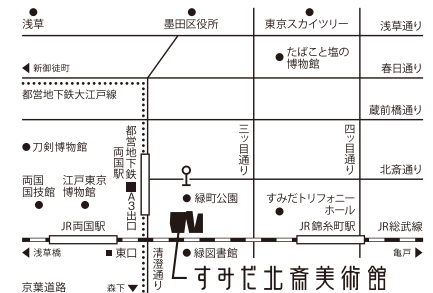 浅草
墨田区役所
東京スカイツリー
浅草通り
たばこと塩の
博物館
新御徒町
春日通り
都営地下鉄大江戸線
蔵前橋通り
都営地下鉄
両国駅
A3出口
三ッ目通り
四ッ目通り
刀剣博物館
北斎通り
両国
国技館
江戸東京
博物館
緑町公園
すみだトリフォニー
ホール
JR両国駅
JR錦糸町駅
JR総武線
浅草橋
東口
清澄通り
緑図書館
亀戸
すみだ北斎美術館
京葉道路
森下